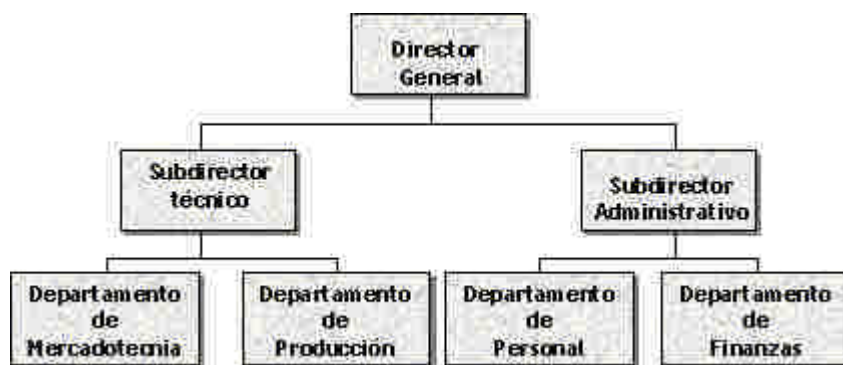 Director
General
Subdirector
técnico
Subdirector
Administrativo
Departamento
de
Mercadotecnia
Departamento
de
Producción
Departamento
de
Personal
Departamento
de
Finanzas